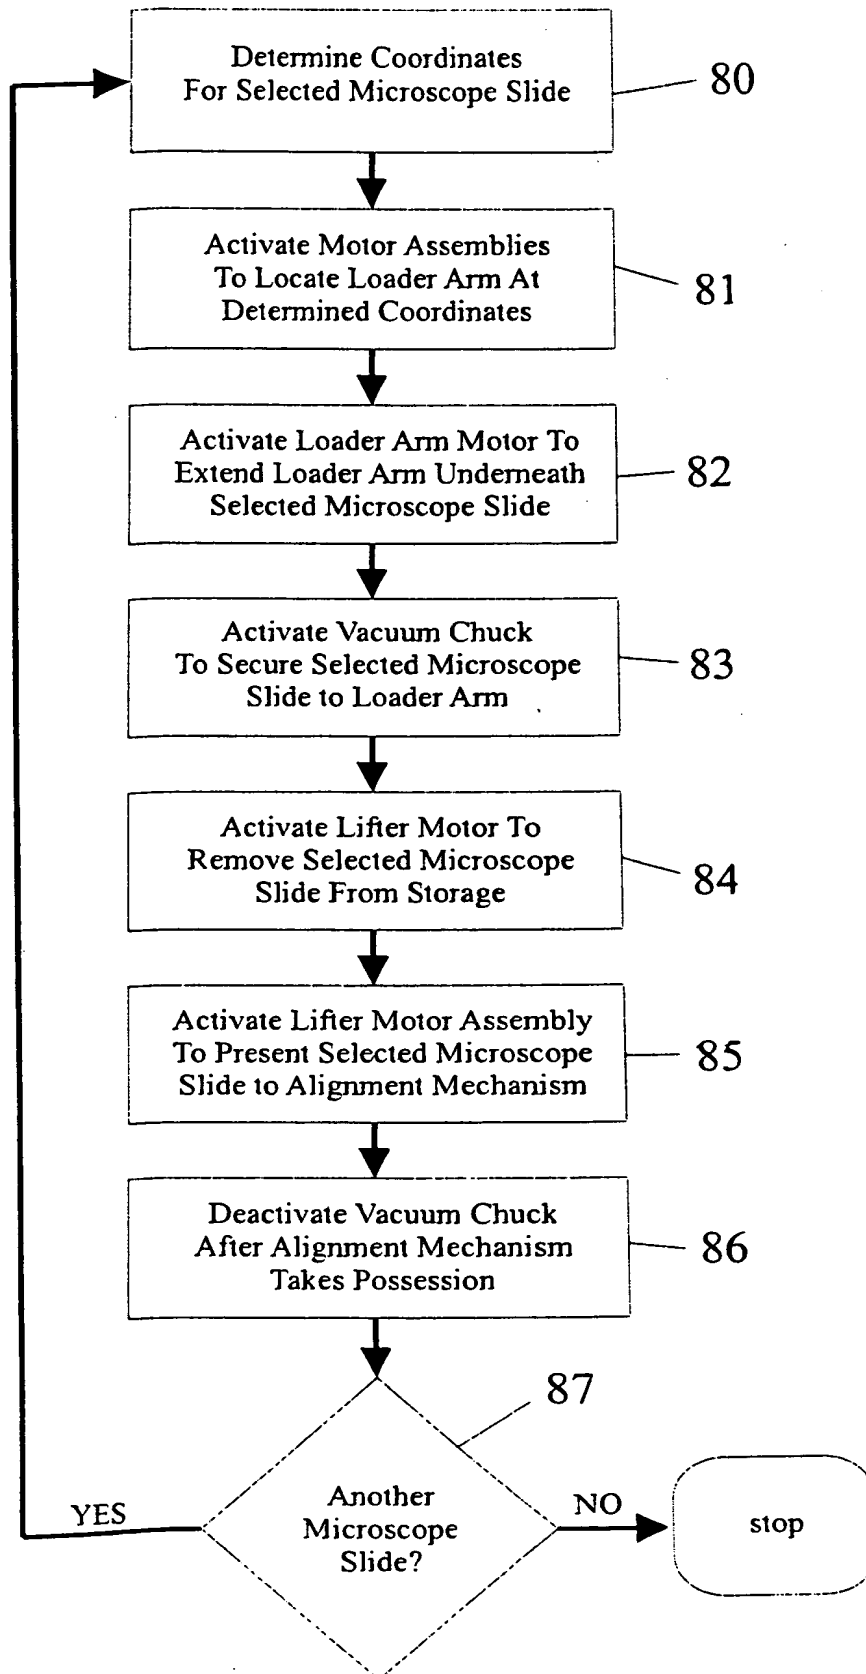 Determine Coordinates
For Selected Microscope Slide
80
Activate Motor Assemblies
To Locate Loader Arm At
Determined Coordinates
81
Activate Loader Arm Motor To
Extend Loader Arm Underneath
Selected Microscope Slide
82
Activate Vacuum Chuck
To Secure Selected Microscope
Slide to Loader Arm
83
Activate Lifter Motor To
Remove Selected Microscope
Slide From Storage
84
Activate Lifter Motor Assembly
To Present Selected Microscope
Slide to Alignment Mechanism
85
Deactivate Vacuum Chuck
After Alignment Mechanism
Takes Possession
86
87
Another
Microscope
Slide?
YES
NO
stop